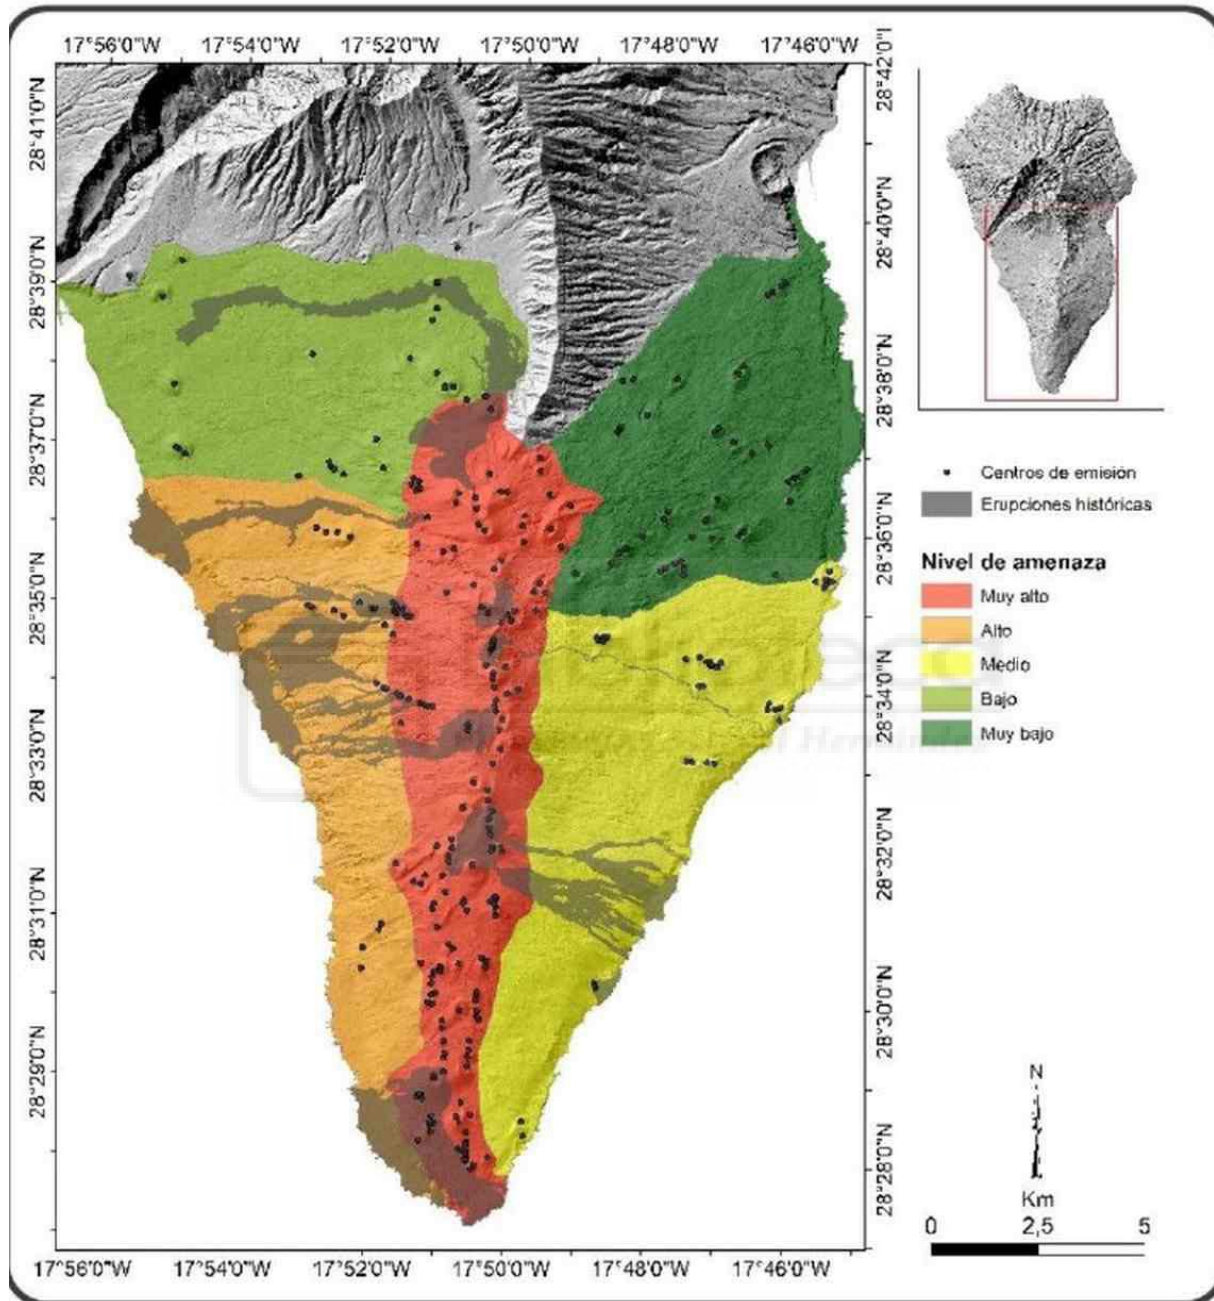 17°56'0"W 17°54'0"W 17°52'0"W 17°50'0"W 17°48'0"W 17°46'0"W
28°42'0"
28°41'0"N
28°40'0"N
28°39'0"N
28°38'0"N
28°37'0"N
28°36'0"N
28°35'0"N
28°34'0"N
28°33'0"N
28°32'0"N
28°31'0"N
28°30'0"N
28°29'0"N
28°28'0"N
17°56'0"W 17°54'0"W 17°52'0"W 17°50'0"W 17°48'0"W 17°46'0"W
Centros de emisión
Erupciones históricas
Nivel de amenaza
Muy alto
Alto
Medio
Bajo
Muy bajo
N
Km
0 2,5 5